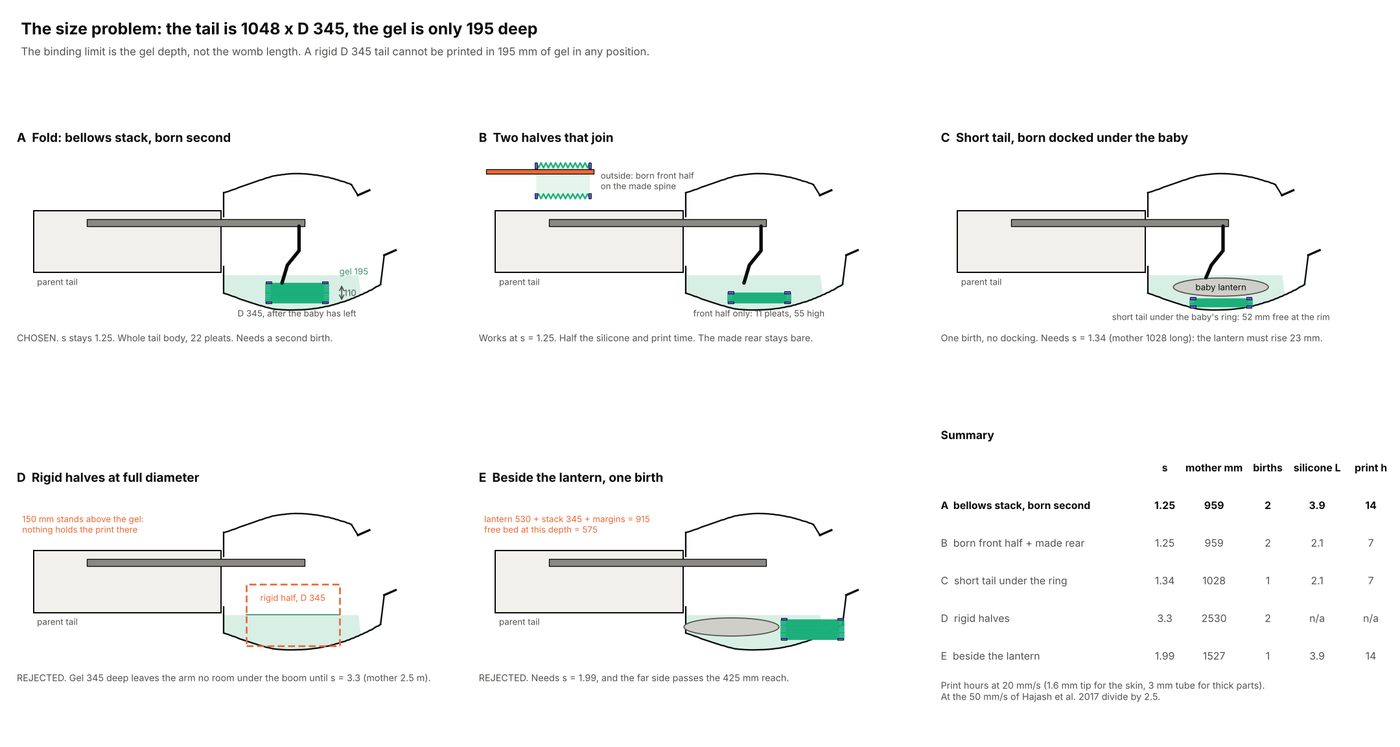 The size problem: the tail is 1048 x D 345, the gel is only 195 deep
The binding limit is the gel depth, not the womb length. A rigid D 345 tail cannot be printed in 195 mm of gel in any position.
A Fold: bellows stack, born second
parent tail
gel 195
110
D 345, after the baby has left
CHOSEN. s stays 1.25. Whole tail body, 22 pleats. Needs a second birth.
B Two halves that join
outside: born front half
on the made spine
parent tail
front half only: 11 pleats, 55 high
Works at s = 1.25. Half the silicone and print time. The made rear stays bare.
C Short tail, born docked under the baby
parent tail
baby lantern
short tail under the baby's ring: 52 mm free at the rim
One birth, no docking. Needs s = 1.34 (mother 1028 long): the lantern must rise 23 mm.
D Rigid halves at full diameter
150 mm stands above the gel:
nothing holds the print there
rigid half, D 345
parent tail
REJECTED. Gel 345 deep leaves the arm no room under the boom until s = 3.3 (mother 2.5 m).
E Beside the lantern, one birth
lantern 530 + stack 345 + margins = 915
free bed at this depth = 575
parent tail
REJECTED. Needs s = 1.99, and the far side passes the 425 mm reach.
Summary
s mother mm births silicone L print h
A bellows stack, born second 1.25 959 2 3.9 14
B born front half + made rear 1.25 959 2 2.1 7
C short tail under the ring 1.34 1028 1 2.1 7
D rigid halves 3.3 2530 2 n/a n/a
E beside the lantern 1.99 1527 1 3.9 14
Print hours at 20 mm/s (1.6 mm tip for the skin, 3 mm tube for thick parts).
At the 50 mm/s of Hajash et al. 2017 divide by 2.5.